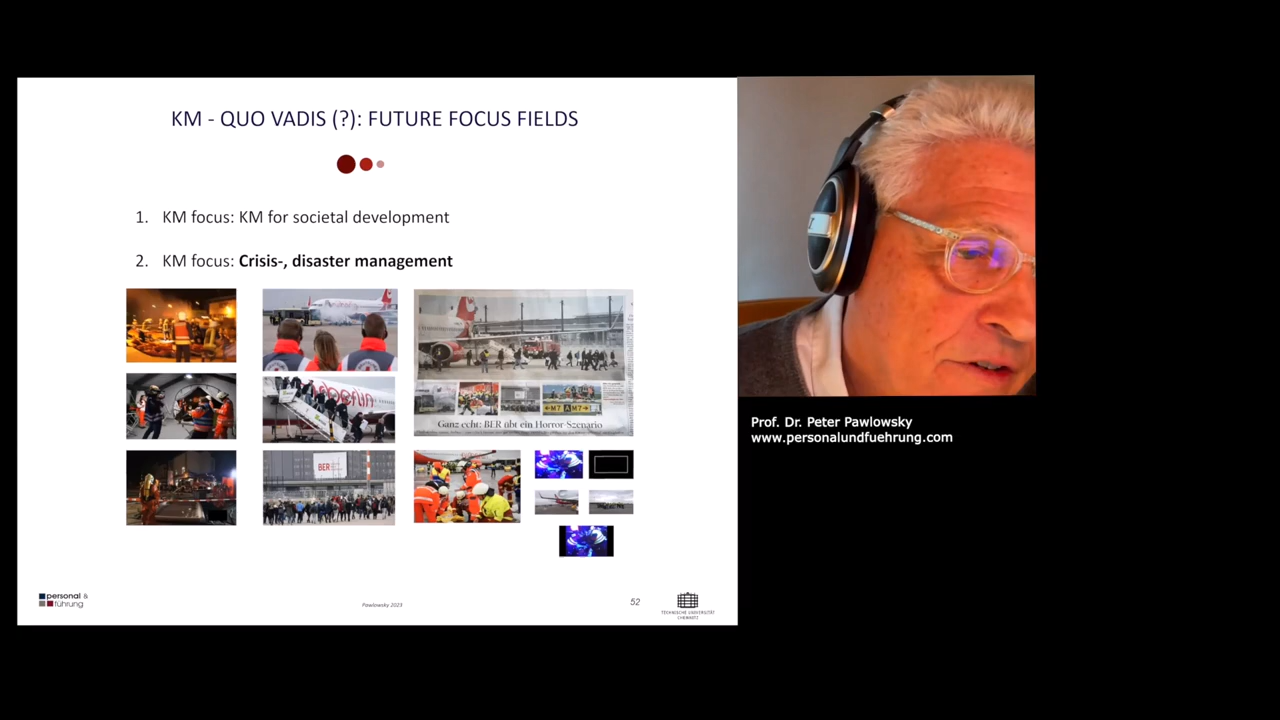 KM - QUO VADIS (?): FUTURE FOCUS FIELDS
1. KM focus: KM for societal development
2. KM focus: Crisis-, disaster management
M7 A M7
Ganz echt: BER übt ein Horror-Szenario
BER
personal &
führung
Pawlowsky 2023
52
TECHNISCHE UNIVERSITÄT
CHEMNITZ
Prof. Dr. Peter Pawlowsky
www.personalundfuehrung.com